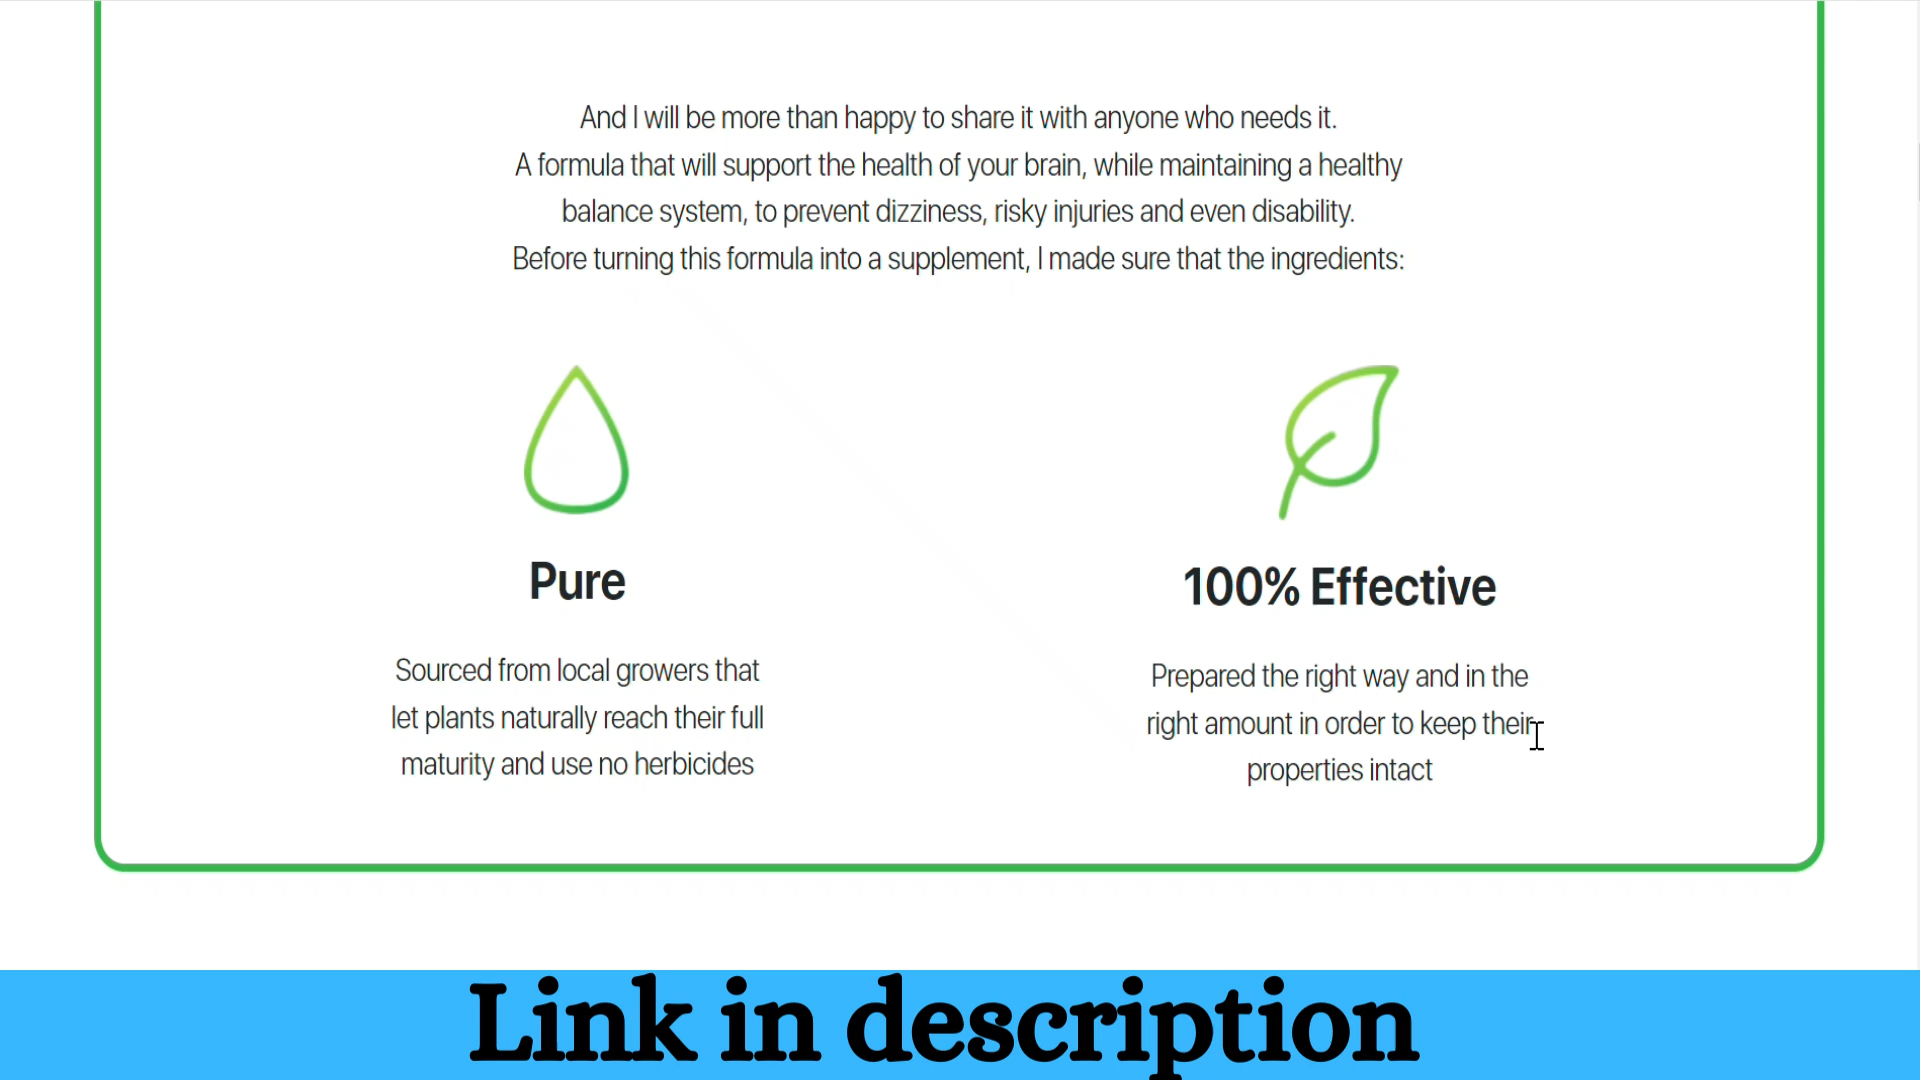 And I will be more than happy to share it with anyone who needs it.
A formula that will support the health of your brain, while maintaining a healthy
balance system, to prevent dizziness, risky injuries and even disability.
Before turning this formula into a supplement, I made sure that the ingredients:
Pure
Sourced from local growers that
let plants naturally reach their full
maturity and use no herbicides
100% Effective
Prepared the right way and in the
right amount in order to keep their
properties intact
Link in description